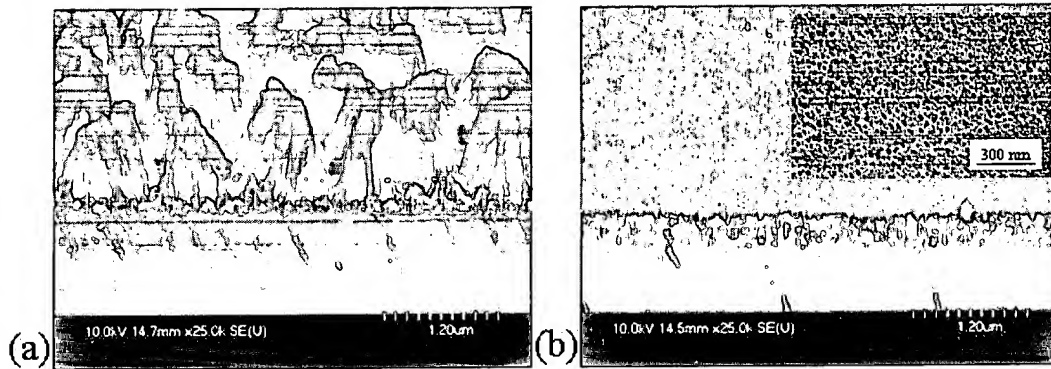 300 nm
10.0kV 14.7mm x25.0k SE(U)
1.20um
10.0kV 14.5mm x25.0k SE(U)
1.20um
(a)
(b)